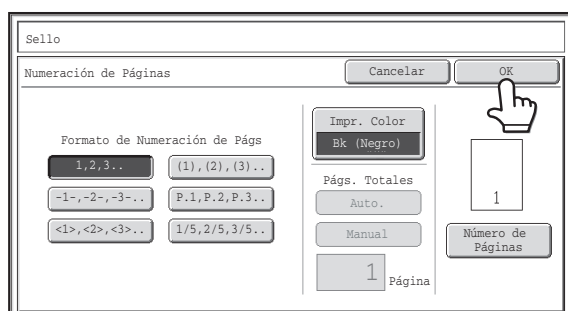 Sello
Numeración de Páginas
Cancelar
OK
Formato de Numeración de Págs
1,2,3..
(1),(2),(3)..
-1-,-2-,-3-..
P.1,P.2,P.3..
<1>,<2>,<3>..
1/5,2/5,3/5..
Impr. Color
Bk (Negro)
Págs. Totales
Auto.
Manual
1 Página
1
Número de
Páginas